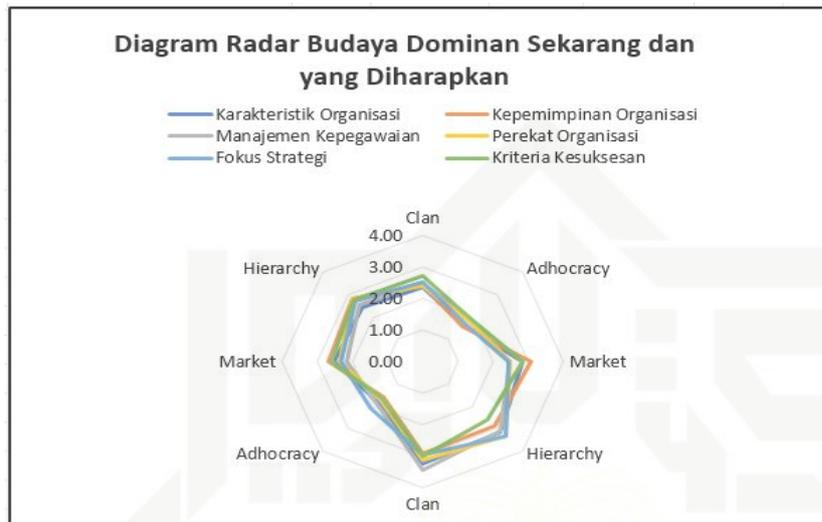 Diagram Radar Budaya Dominan Sekarang dan
yang Diharapkan
Karakteristik Organisasi
Kepemimpinan Organisasi
Manajemen Kepegawaian
Perekat Organisasi
Fokus Strategi
Kriteria Kesuksesan
Clan
4.00
Hierarchy
3.00
Adhocracy
2.00
1.00
Market
0.00
Market
Adhocracy
Hierarchy
Clan